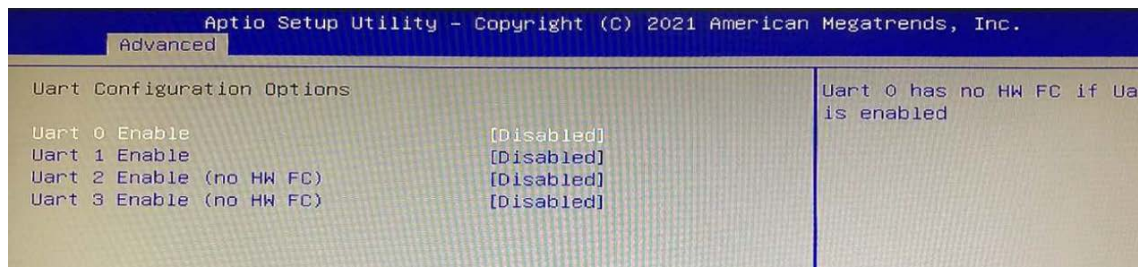 Aptio Setup Utility – Copyright (C) 2021 American Megatrends, Inc.
Advanced
Uart Configuration Options
Uart 0 Enable [Disabled]
Uart 1 Enable [Disabled]
Uart 2 Enable (no HW FC) [Disabled]
Uart 3 Enable (no HW FC) [Disabled]
Uart 0 has no HW FC if Ua
is enabled